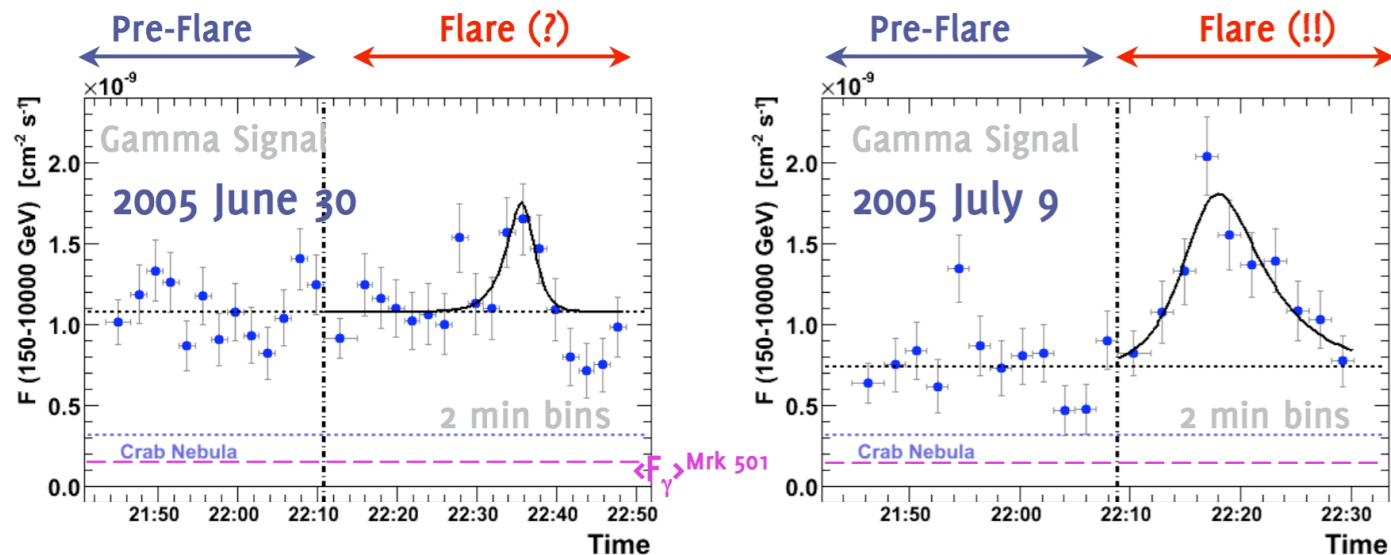 Pre-Flare
Flare (?)
×10⁻⁹
F (150-10000 GeV) [cm⁻² s⁻¹]
Gamma Signal
2005 June 30
2.0
1.5
1.0
0.5
0.0
2 min bins
Crab Nebula
21:50 22:00 22:10 22:20 22:30 22:40 22:50
Time
<F_γ> Mrk 501
Pre-Flare
Flare (!!)
×10⁻⁹
F (150-10000 GeV) [cm⁻² s⁻¹]
Gamma Signal
2005 July 9
2.0
1.5
1.0
0.5
0.0
2 min bins
Crab Nebula
21:50 22:00 22:10 22:20 22:30
Time